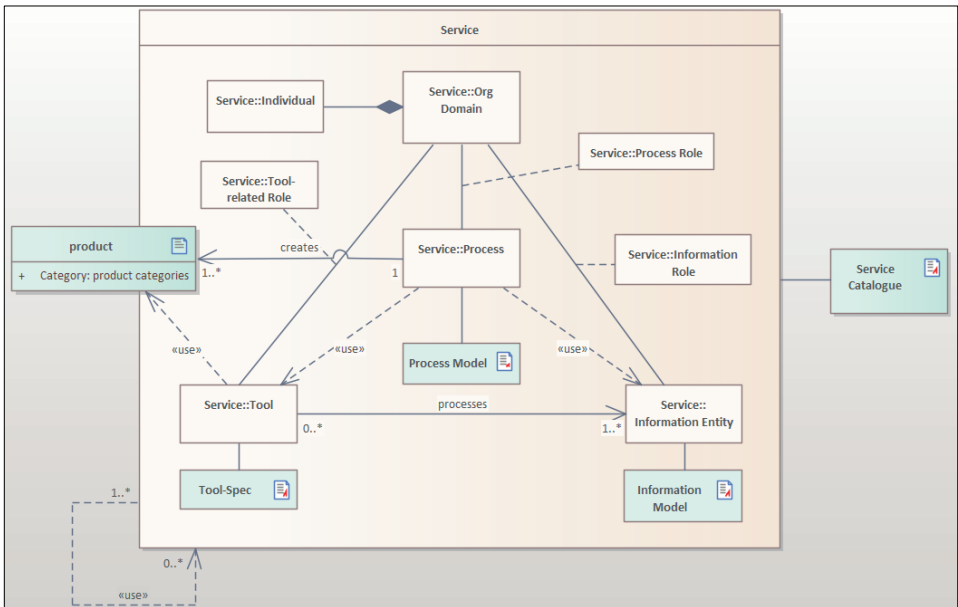 Service
Service::Individual
Service::Org
Domain
Service::Process Role
Service::Tool-
related Role
product
+ Category: product categories
creates
1..*
1
Service::Process
Service::Information
Role
Service
Catalogue
«use»
«use»
«use»
Process Model
Service::Tool
processes
0..*
1..*
Service::
Information Entity
Tool-Spec
Information
Model
1..*
0..*
«use»